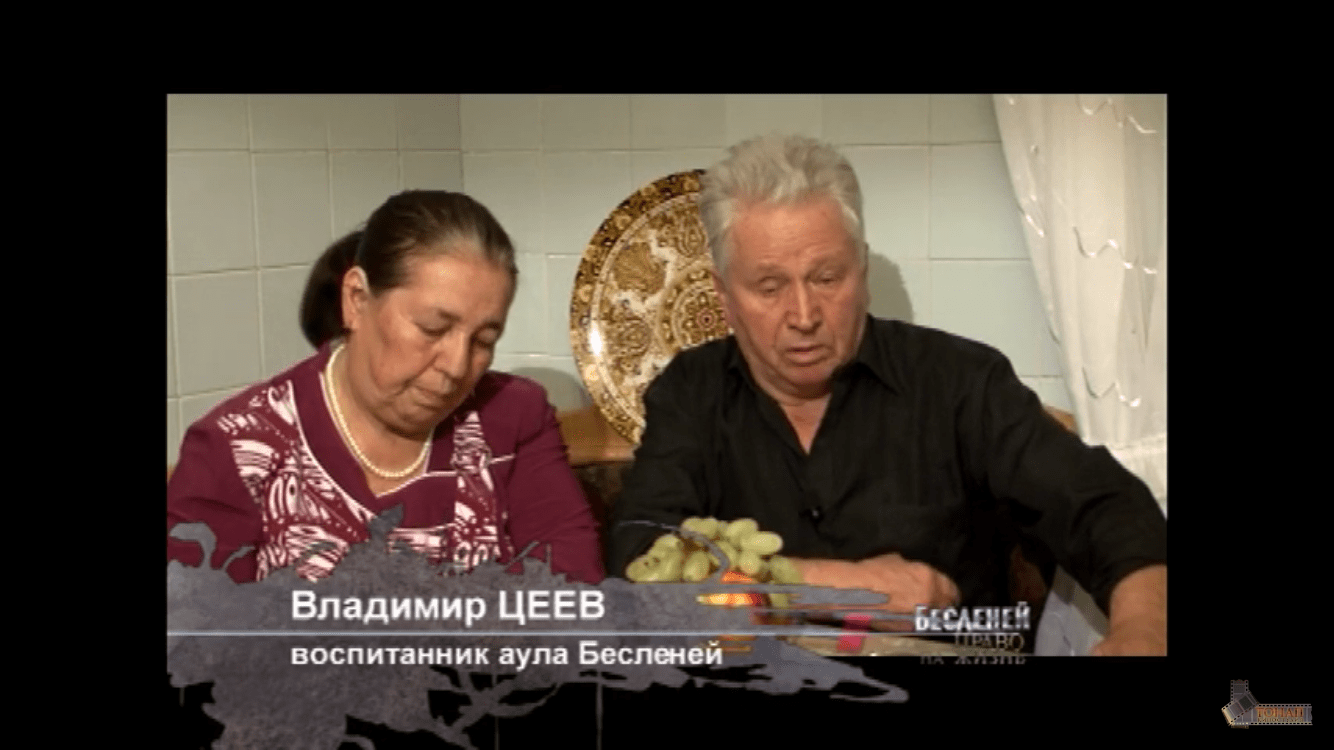 Владимир ЦЕЕВ
воспитанник аула Бесленей
БЕСЛЕНЕЙ
ПРАВО
НА ЖИЗНЬ